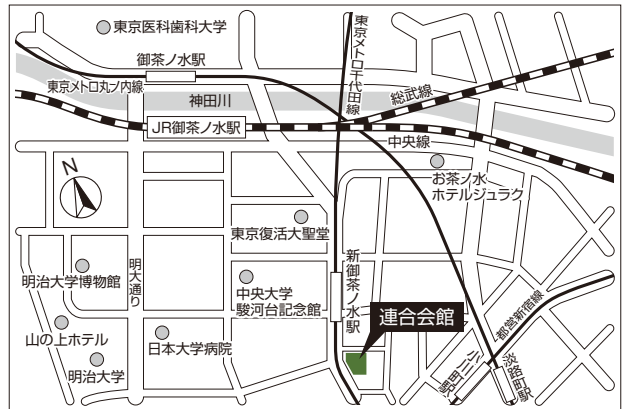 東京医科歯科大学
御茶ノ水駅
東京メトロ丸ノ内線
東京メトロ千代田線
総武線
神田川
JR御茶ノ水駅
中央線
お茶ノ水
ホテルジュラク
N
東京復活大聖堂
明大通り
新御茶ノ水駅
明治大学博物館
中央大学
駿河台記念館
連合会館
都営新宿線
山の上ホテル
日本大学病院
明治大学
小川町駅
淡路町駅